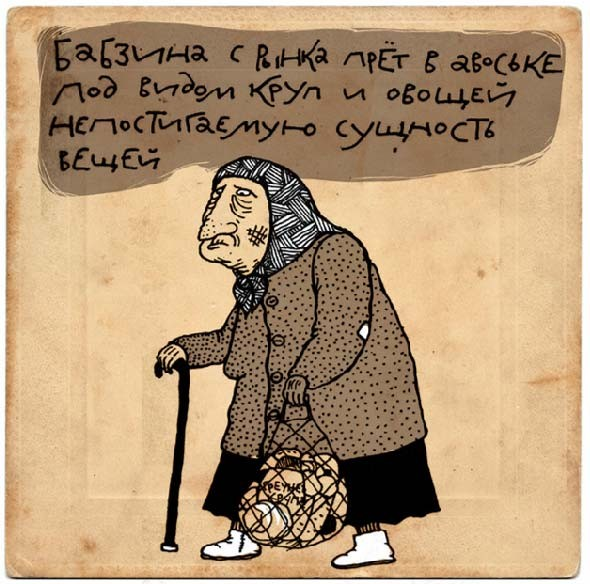 Бабзина с рынка прёт в авоське
под видом круп и овощей
непостигаемую сущность
вещей